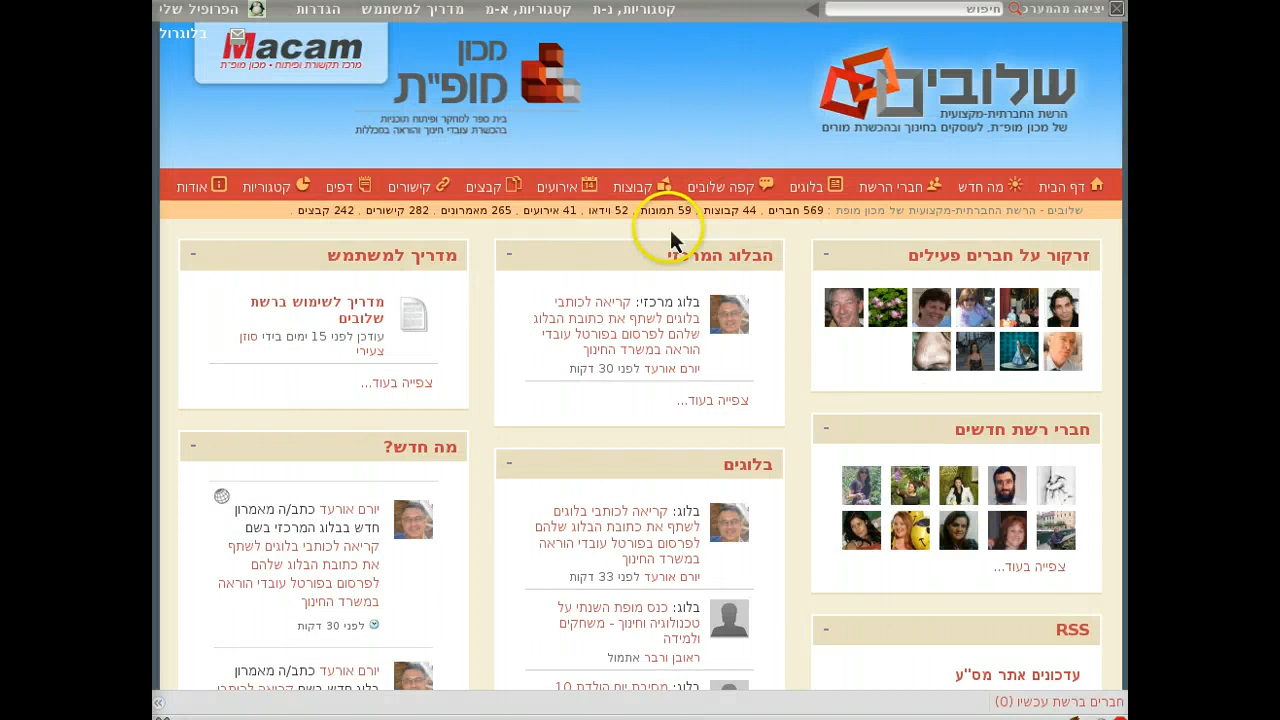 יציאה מהמערכת
חיפוש
קטגוריות, נ-ת
קטגוריות, א-מ
מדריך למשתמש
הגדרות
הפרופיל שלי
בלוגרול
שלובים
הרשת החברתית-מקצועית
של מכון מופ"ת, לעוסקים בחינוך ובהכשרת מורים
מכון
מופ"ת
בית ספר למחקר ופיתוח תוכניות
בהכשרת עובדי חינוך והוראה במכללות
Macam
מרכז תקשורת ופיתוח • מכון מופ"ת
דף הבית
מה חדש
חברי הרשת
בלוגים
קפה שלובים
קבוצות
אירועים
קבצים
קישורים
דפים
קטגוריות
אודות
שלובים - הרשת החברתית-מקצועית של מכון מופת : 569 חברים , 44 קבוצות , 59 תמונות , 52 וידאו , 41 אירועים , 265 מאמרונים , 282 קישורים , 242 קבצים .
זרקור על חברים פעילים
-
חברי רשת חדשים
-
צפייה בעוד...
RSS
-
עדכונים אתר מס"ע
הבלוג המרכזי
-
בלוג מרכזי: קריאה לכותבי
בלוגים לשתף את כתובת הבלוג
שלהם לפרסום בפורטל עובדי
הוראה במשרד החינוך
יורם אורעד לפני 30 דקות
צפייה בעוד...
בלוגים
-
בלוג: קריאה לכותבי בלוגים
לשתף את כתובת הבלוג שלהם
לפרסום בפורטל עובדי הוראה
במשרד החינוך
יורם אורעד לפני 33 דקות
בלוג: כנס מופת השנתי על
טכנולוגיה וחינוך - משחקים
ולמידה
ראובן ורבר אתמול
בלוג: מסיבת יום הולדת 10
מדריך למשתמש
-
מדריך לשימוש ברשת
שלובים
עודכן לפני 15 ימים בידי סוזן
צעירי
צפייה בעוד...
מה חדש?
-
יורם אורעד כתב/ה מאמרון
חדש בבלוג המרכזי בשם
קריאה לכותבי בלוגים לשתף
את כתובת הבלוג שלהם
לפרסום בפורטל עובדי הוראה
במשרד החינוך
לפני 30 דקות
יורם אורעד כתב/ה מאמרון
בלוג חדש בשם קריאה לכותבי
חברים ברשת עכשיו (0)